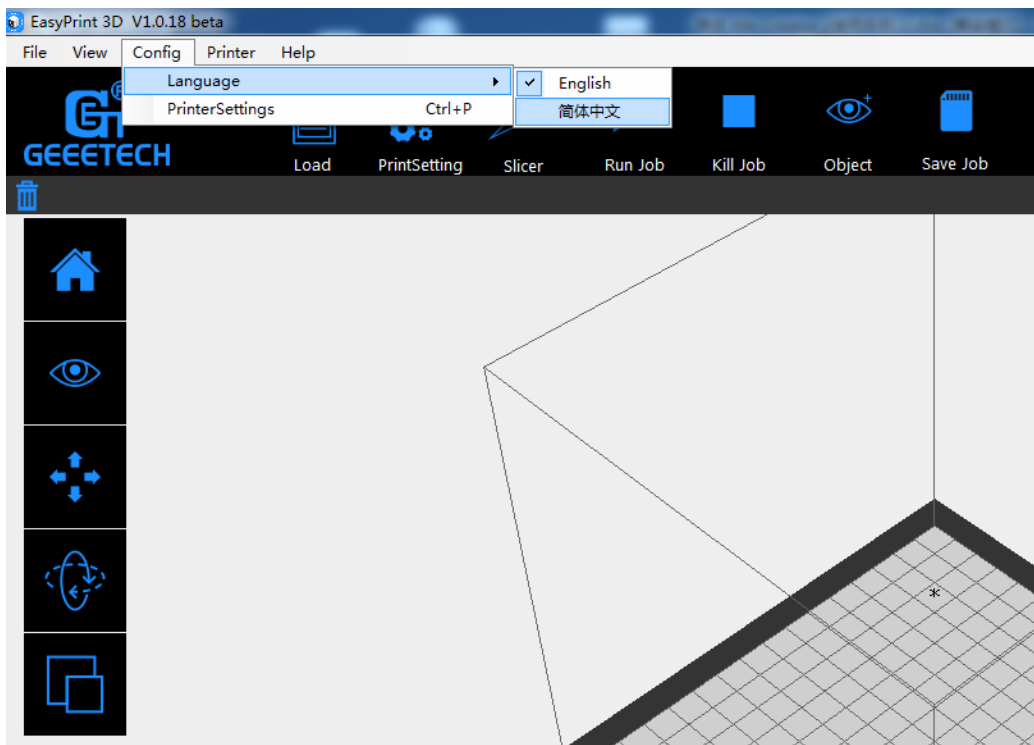 EasyPrint 3D V1.0.18 beta
File View Config Printer Help
Language
English
PrinterSettings Ctrl+P
简体中文
GEEETECH
Load PrintSetting Slicer Run Job Kill Job Object Save Job